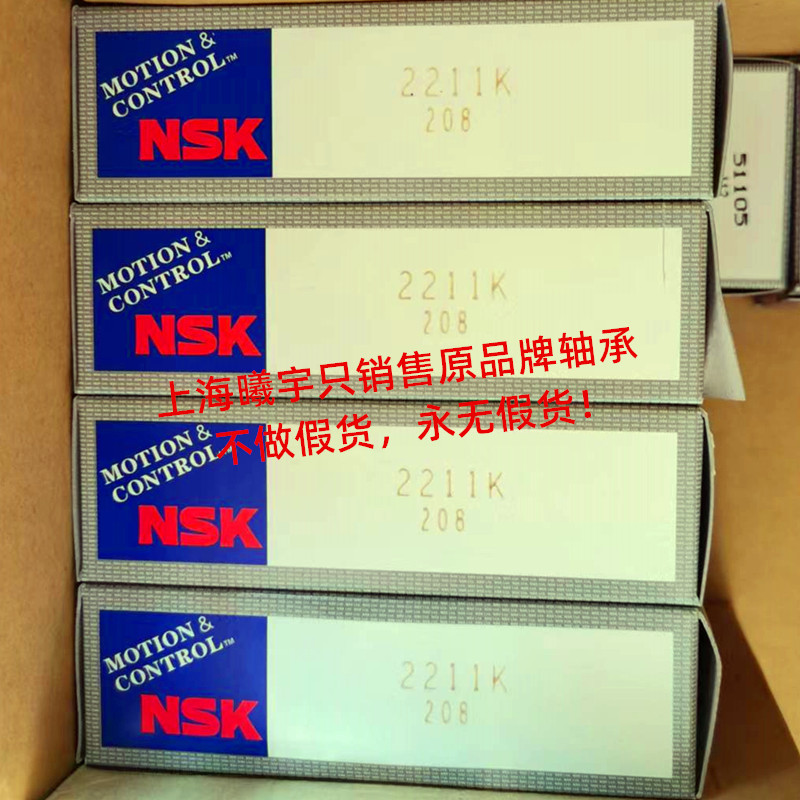 MOTION &
CONTROL™
NSK
2211K
208
51105
MOTION &
CONTROL™
NSK
2211K
208
上海曦宇只销售原品牌轴承
不做假货，永无假货！
MOTION &
CONTROL™
NSK
2211K
208
MOTION &
CONTROL™
NSK
2211K
208